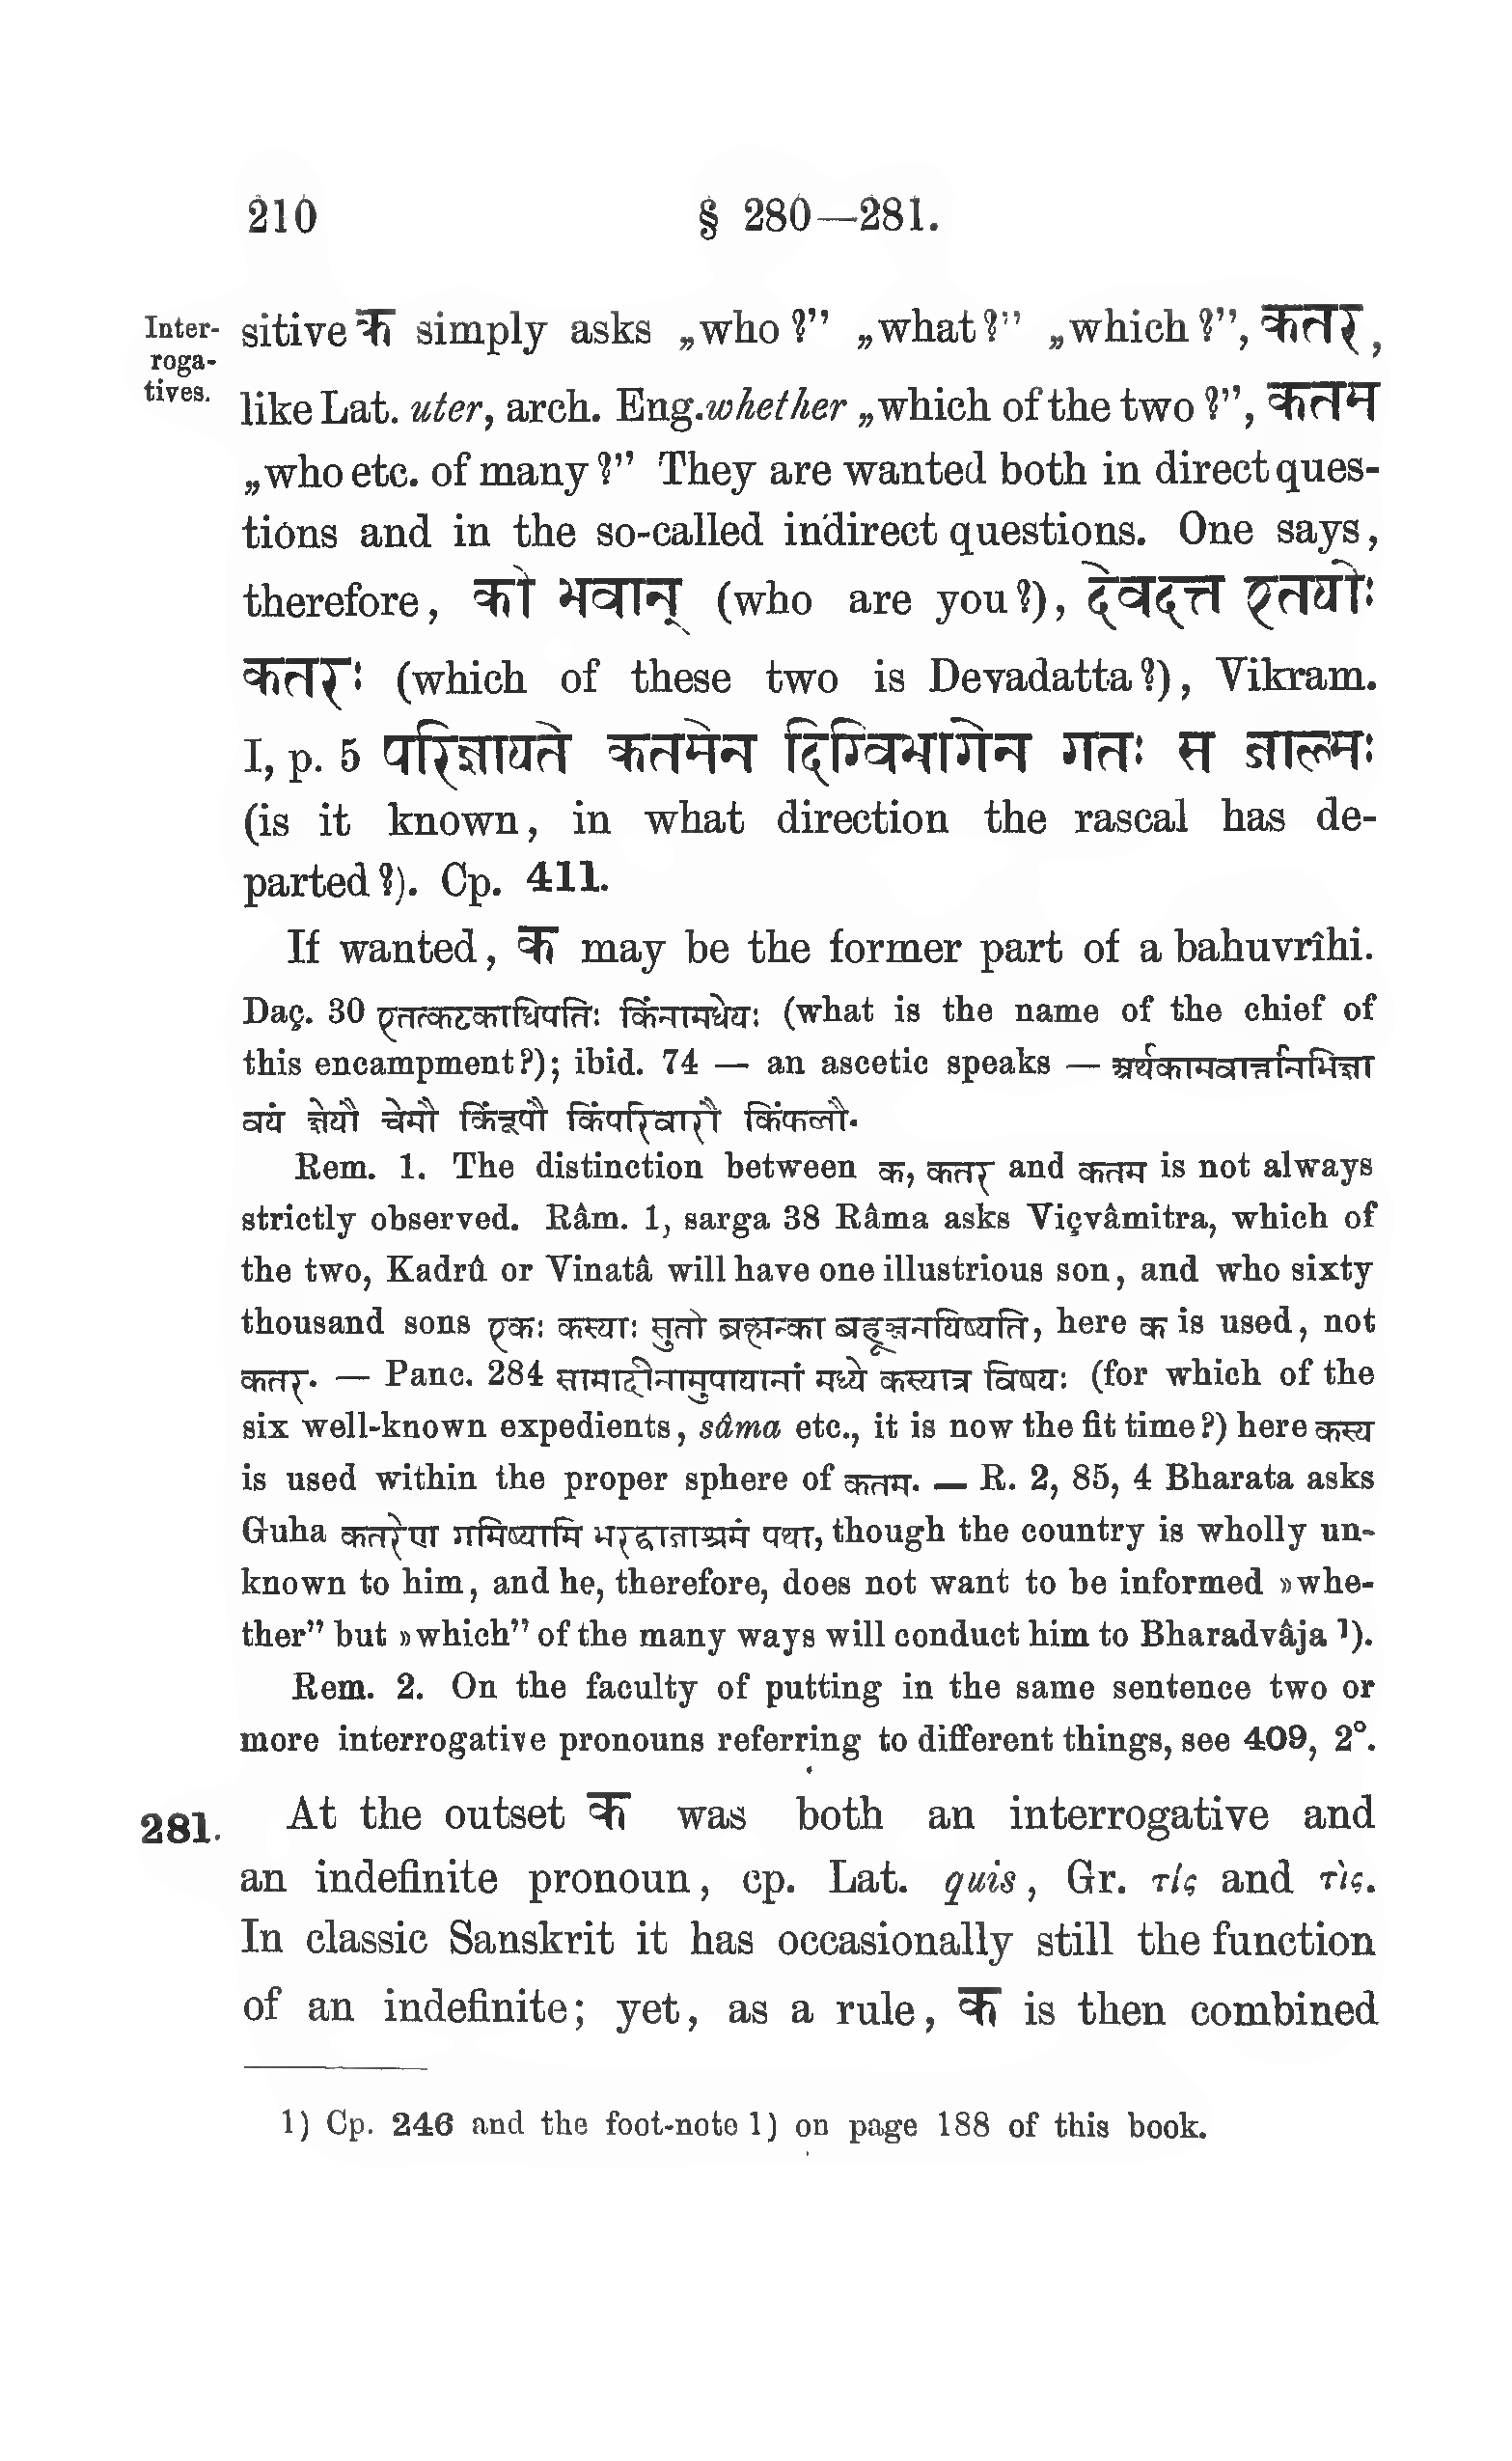 210 § 280—281.
Inter-
roga-
tives.
sitive क simply asks „who?” „what?” „which?”, कतर,
like Lat. uter, arch. Eng. whether „which of the two?”, कतम
„who etc. of many?” They are wanted both in direct ques-
tions and in the so-called indirect questions. One says,
therefore, को भवान् (who are you?), देवदत्त एतयोः
कतरः (which of these two is Devadatta?), Vikram.
I, p. 5 परिज्ञायते कतमेन दिग्विभागेन गतः स जाल्मः
(is it known, in what direction the rascal has de-
parted?). Cp. 411.
If wanted, क may be the former part of a bahuvrîhi.
Daç. 30 एतत्कटकाधिपतिः किंनामधेयः (what is the name of the chief of
this encampment?); ibid. 74 — an ascetic speaks — अर्थकामवार्त्तानभिज्ञा
वयं ज्ञेयौ चेमौ किंरूपौ किंपरिवारौ किंफलौ.
Rem. 1. The distinction between क, कतर and कतम is not always
strictly observed. Râm. 1, sarga 38 Râma asks Viçvâmitra, which of
the two, Kadrû or Vinatâ will have one illustrious son, and who sixty
thousand sons एकः कस्याः सुतो ब्रह्मन्का बहूञ्जनयिष्यति, here क is used, not
कतर. — Panc. 284 सामादीनामुपायानां मध्ये कस्यात्र विषयः (for which of the
six well-known expedients, sâma etc., it is now the fit time?) here कस्य
is used within the proper sphere of कतम. — R. 2, 85, 4 Bharata asks
Guha कतरेण गमिष्यामि भरद्वाजाश्रमं पथा, though the country is wholly un-
known to him, and he, therefore, does not want to be informed »whe-
ther” but »which” of the many ways will conduct him to Bharadvâja ¹).
Rem. 2. On the faculty of putting in the same sentence two or
more interrogative pronouns referring to different things, see 409, 2°.
281. At the outset क was both an interrogative and
an indefinite pronoun, cp. Lat. quis, Gr. τίς and τὶς.
In classic Sanskrit it has occasionally still the function
of an indefinite; yet, as a rule, क is then combined
1) Cp. 246 and the foot-note 1) on page 188 of this book.